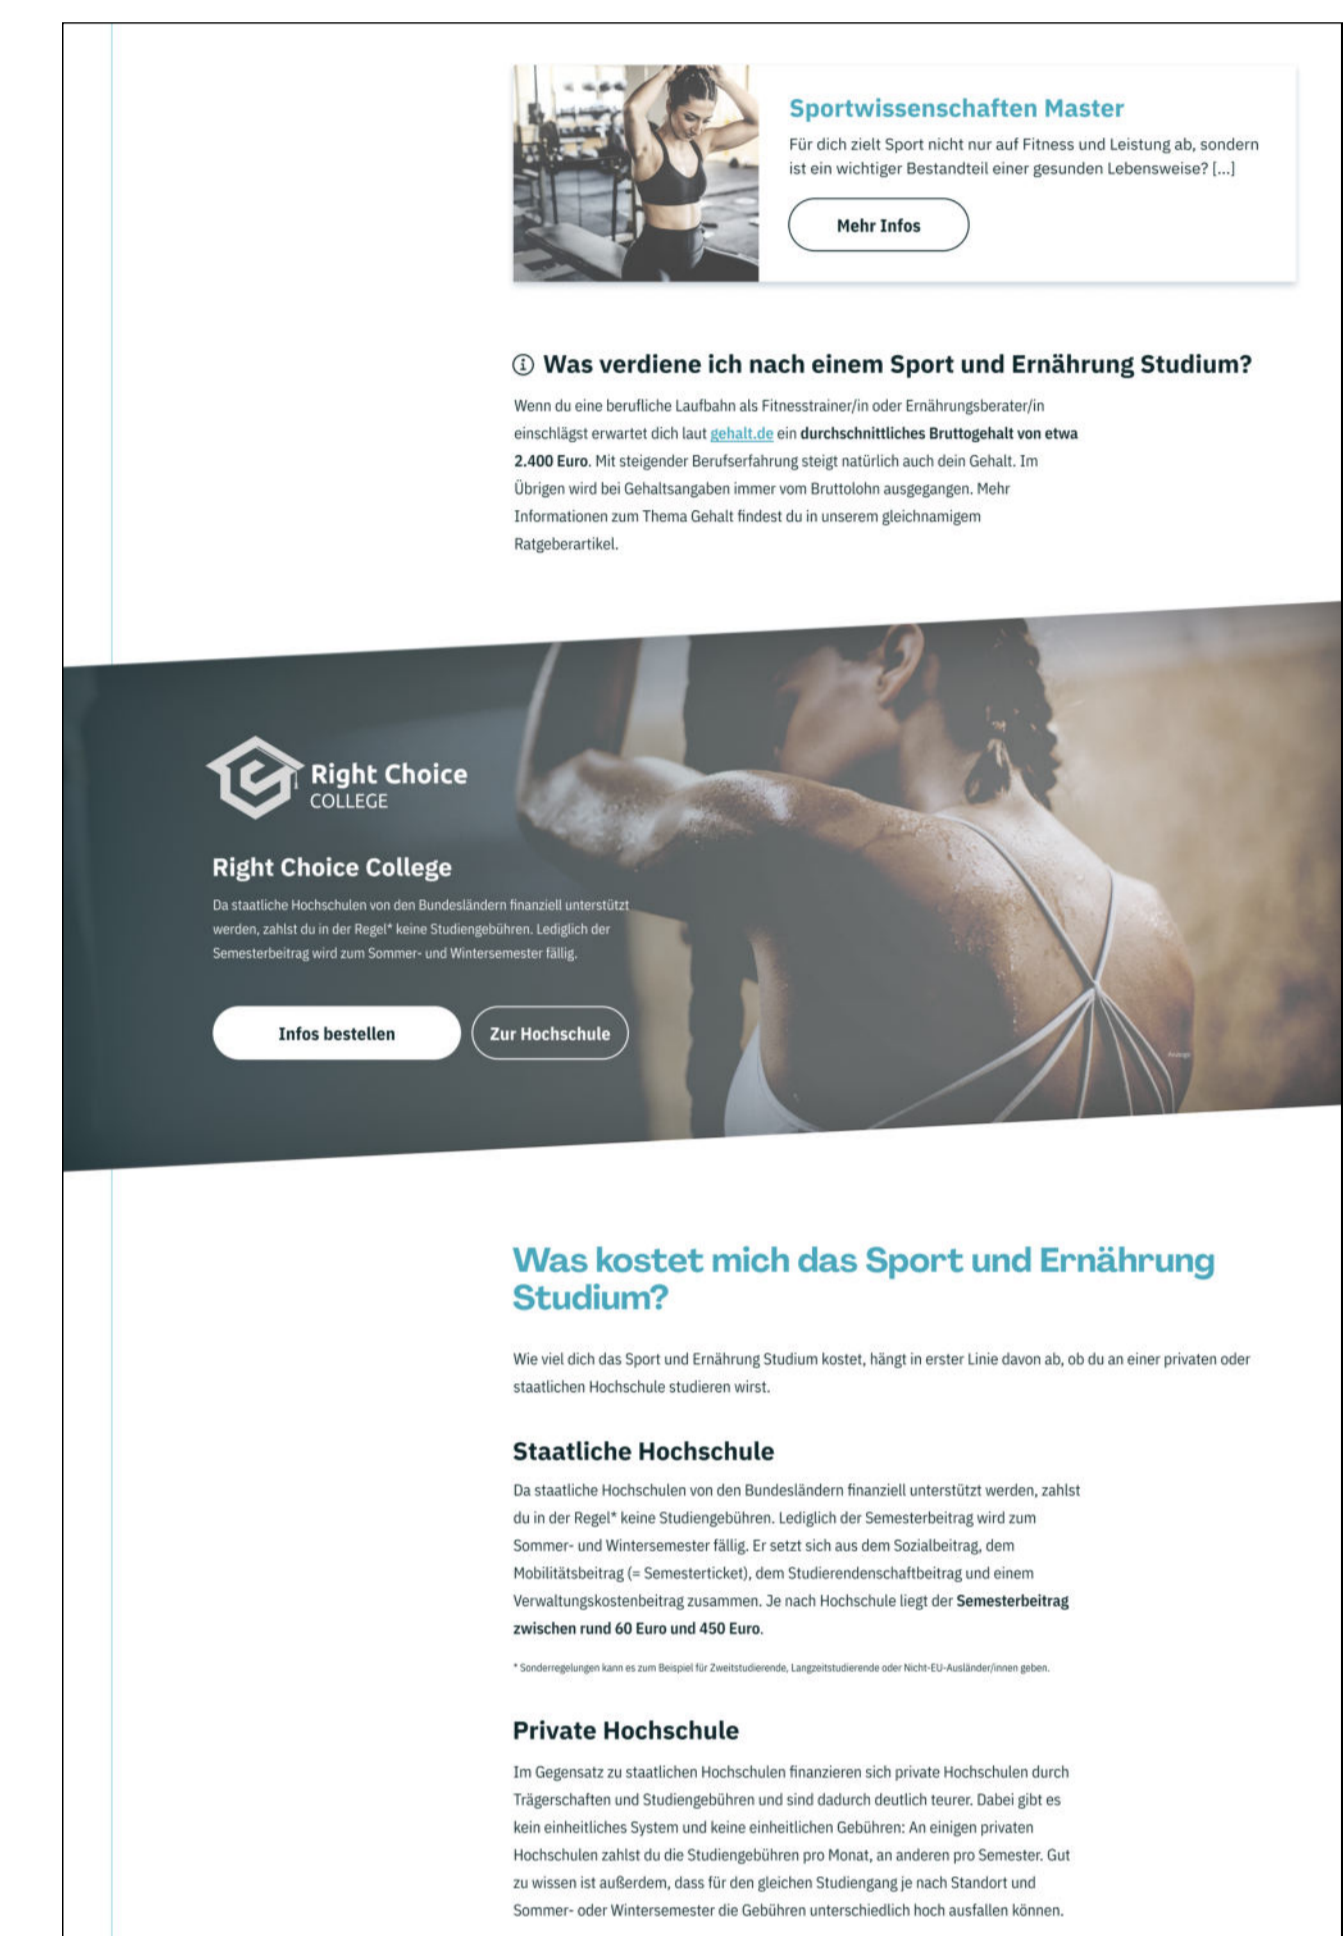 Sportwissenschaften Master
Für dich zielt Sport nicht nur auf Fitness und Leistung ab, sondern
ist ein wichtiger Bestandteil einer gesunden Lebensweise? [...]
Mehr Infos
Was verdiene ich nach einem Sport und Ernährung Studium?
Wenn du eine berufliche Laufbahn als Fitnesstrainer/in oder Ernährungsberater/in
einschlägst erwartet dich laut gehalt.de ein durchschnittliches Bruttogehalt von etwa
2.400 Euro. Mit steigender Berufserfahrung steigt natürlich auch dein Gehalt. Im
Übrigen wird bei Gehaltsangaben immer vom Bruttolohn ausgegangen. Mehr
Informationen zum Thema Gehalt findest du in unserem gleichnamigem
Ratgeberartikel.
Right Choice
COLLEGE
Right Choice College
Da staatliche Hochschulen von den Bundesländern finanziell unterstützt
werden, zahlst du in der Regel* keine Studiengebühren. Lediglich der
Semesterbeitrag wird zum Sommer- und Wintersemester fällig.
Infos bestellen
Zur Hochschule
Anzeige
Was kostet mich das Sport und Ernährung
Studium?
Wie viel dich das Sport und Ernährung Studium kostet, hängt in erster Linie davon ab, ob du an einer privaten oder
staatlichen Hochschule studieren wirst.
Staatliche Hochschule
Da staatliche Hochschulen von den Bundesländern finanziell unterstützt werden, zahlst
du in der Regel* keine Studiengebühren. Lediglich der Semesterbeitrag wird zum
Sommer- und Wintersemester fällig. Er setzt sich aus dem Sozialbeitrag, dem
Mobilitätsbeitrag (= Semesterticket), dem Studierendenschaftbeitrag und einem
Verwaltungskostenbeitrag zusammen. Je nach Hochschule liegt der Semesterbeitrag
zwischen rund 60 Euro und 450 Euro.
* Sonderregelungen kann es zum Beispiel für Zweitstudierende, Langzeitstudierende oder Nicht-EU-Ausländer/innen geben.
Private Hochschule
Im Gegensatz zu staatlichen Hochschulen finanzieren sich private Hochschulen durch
Trägerschaften und Studiengebühren und sind dadurch deutlich teurer. Dabei gibt es
kein einheitliches System und keine einheitlichen Gebühren: An einigen privaten
Hochschulen zahlst du die Studiengebühren pro Monat, an anderen pro Semester. Gut
zu wissen ist außerdem, dass für den gleichen Studiengang je nach Standort und
Sommer- oder Wintersemester die Gebühren unterschiedlich hoch ausfallen können.